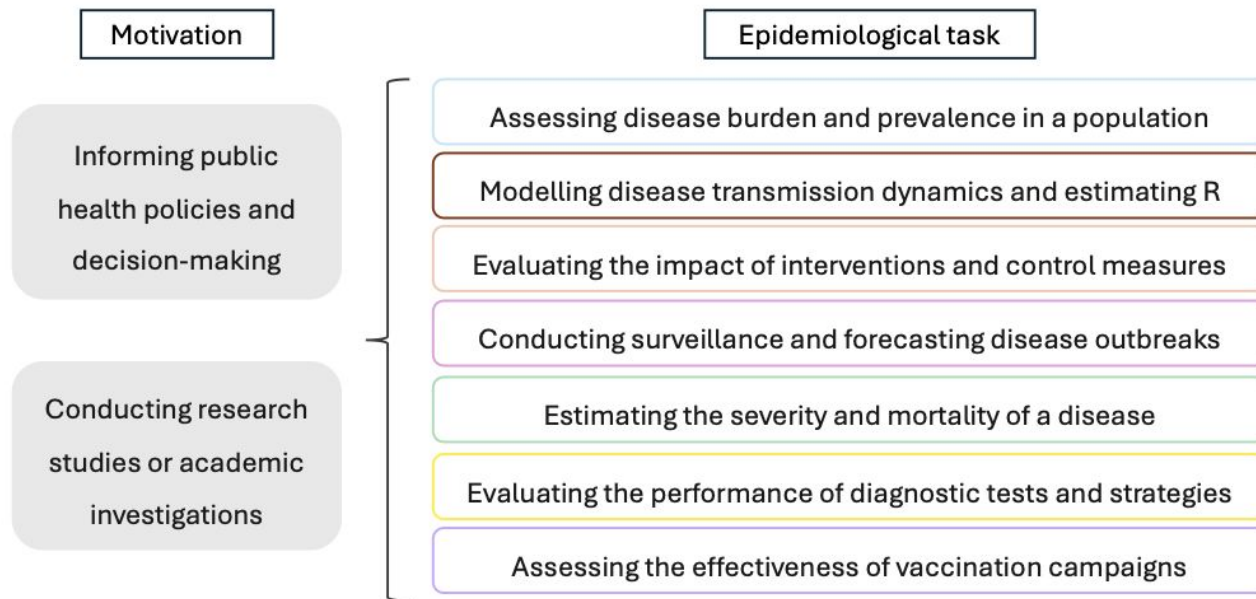 Motivation
Epidemiological task
Informing public
health policies and
decision-making
Conducting research
studies or academic
investigations
Assessing disease burden and prevalence in a population
Modelling disease transmission dynamics and estimating R
Evaluating the impact of interventions and control measures
Conducting surveillance and forecasting disease outbreaks
Estimating the severity and mortality of a disease
Evaluating the performance of diagnostic tests and strategies
Assessing the effectiveness of vaccination campaigns